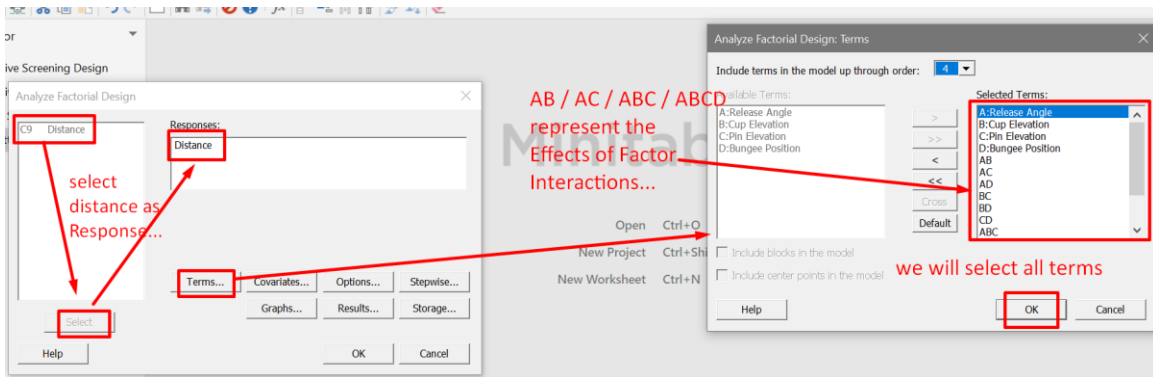 or
ive Screening Design
Analyze Factorial Design
C9 Distance
Responses:
Distance
select
distance as
Response...
Select
Terms...
Covariates...
Options...
Stepwise...
Graphs...
Results...
Storage...
Help
OK
Cancel
AB / AC / ABC / ABCD
represent the
Effects of Factor
Interactions...
Open Ctrl+O
New Project Ctrl+Shi
New Worksheet Ctrl+N
Analyze Factorial Design: Terms
Include terms in the model up through order: 4
Available Terms:
A:Release Angle
B:Cup Elevation
C:Pin Elevation
D:Bungee Position
>
>>
<
<<
Cross
Default
Selected Terms:
A:Release Angle
B:Cup Elevation
C:Pin Elevation
D:Bungee Position
AB
AC
AD
BC
BD
CD
ABC
Include blocks in the model
Include center points in the model
we will select all terms
Help
OK
Cancel